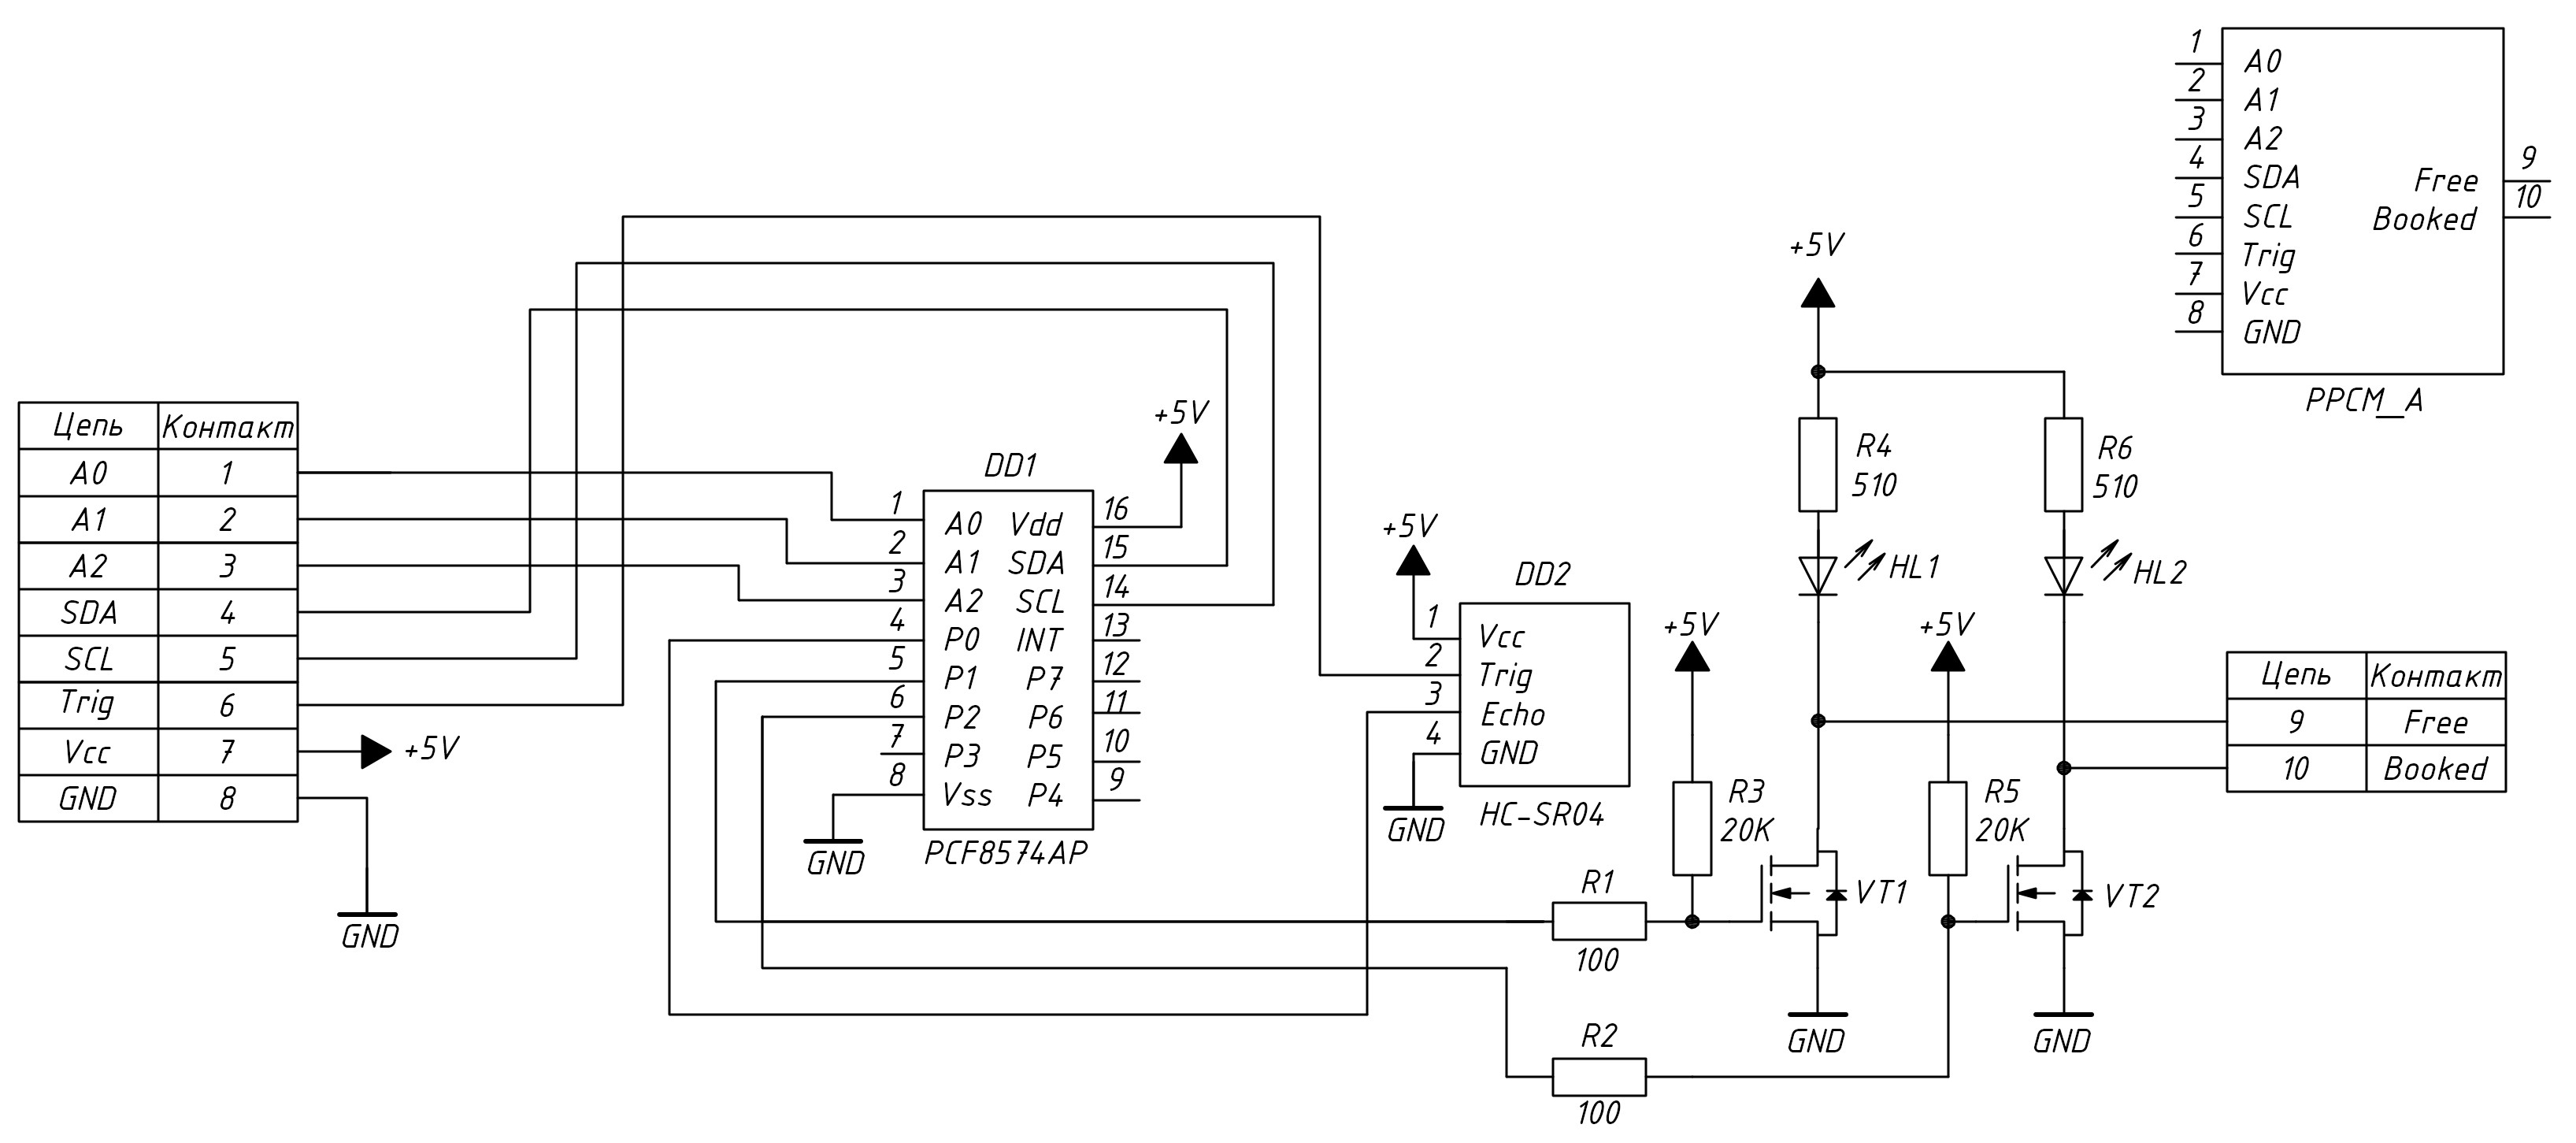 Цепь Контакт
A0 1
A1 2
A2 3
SDA 4
SCL 5
Trig 6
Vcc 7
GND 8
+5V
GND
DD1
+5V
1 A0 Vdd 16
2 A1 SDA 15
3 A2 SCL 14
4 P0 INT 13
5 P1 P7 12
6 P2 P6 11
7 P3 P5 10
8 Vss P4 9
PCF8574AP
GND
DD2
+5V
1 Vcc
2 Trig
3 Echo
4 GND
HC-SR04
GND
R1
100
R2
100
+5V
R3
20K
+5V
R4
510
HL1
VT1
GND
+5V
R5
20K
R6
510
HL2
VT2
GND
Цепь Контакт
9 Free
10 Booked
1 A0
2 A1
3 A2
4 SDA
5 SCL
6 Trig
7 Vcc
8 GND
Free 9
Booked 10
PPCM_A